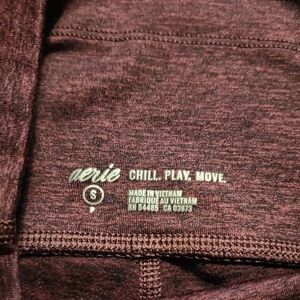 aerie CHILL. PLAY. MOVE.
S
MADE IN VIETNAM
FABRIQUÉ AU VIETNAM
RN 54485 CA 03873